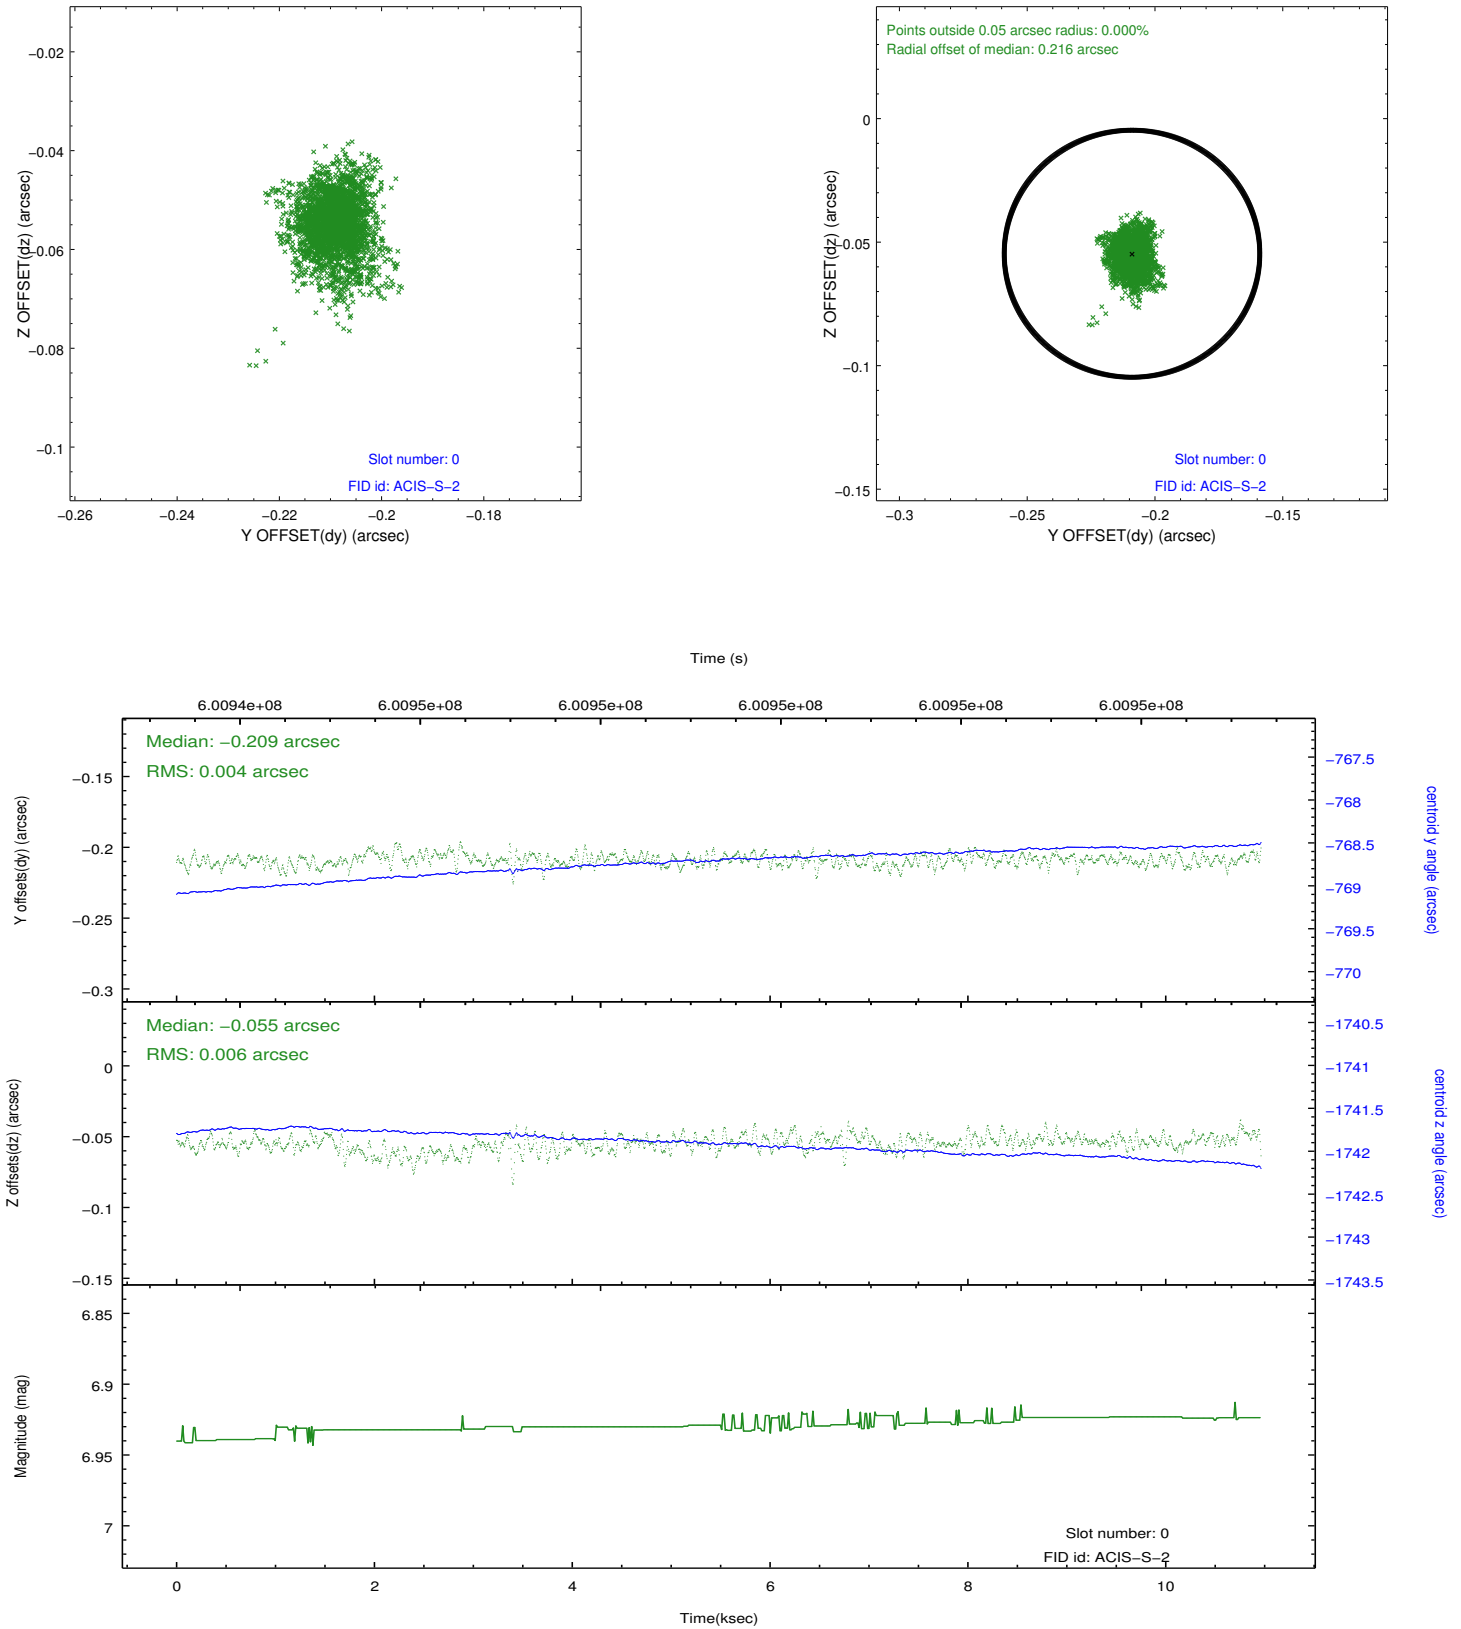 −0.02
−0.04
−0.06
−0.08
−0.1
Z OFFSET(dz) (arcsec)
Slot number: 0
FID id: ACIS−S−2
−0.26
−0.24
−0.22
−0.2
−0.18
Y OFFSET(dy) (arcsec)
Points outside 0.05 arcsec radius: 0.000%
Radial offset of median: 0.216 arcsec
0
−0.05
−0.1
−0.15
Z OFFSET(dz) (arcsec)
Slot number: 0
FID id: ACIS−S−2
−0.3
−0.25
−0.2
−0.15
Y OFFSET(dy) (arcsec)
Time (s)
6.0094e+08
6.0095e+08
6.0095e+08
6.0095e+08
6.0095e+08
6.0095e+08
Median: −0.209 arcsec
RMS: 0.004 arcsec
−0.15
−0.2
−0.25
−0.3
Y offsets(dy) (arcsec)
−767.5
−768
−768.5
−769
−769.5
−770
centroid y angle (arcsec)
Median: −0.055 arcsec
RMS: 0.006 arcsec
0
−0.05
−0.1
−0.15
Z offsets(dz) (arcsec)
−1740.5
−1741
−1741.5
−1742
−1742.5
−1743
−1743.5
centroid z angle (arcsec)
6.85
6.9
6.95
7
Magnitude (mag)
Slot number: 0
FID id: ACIS−S−2
0
2
4
6
8
10
Time(ksec)